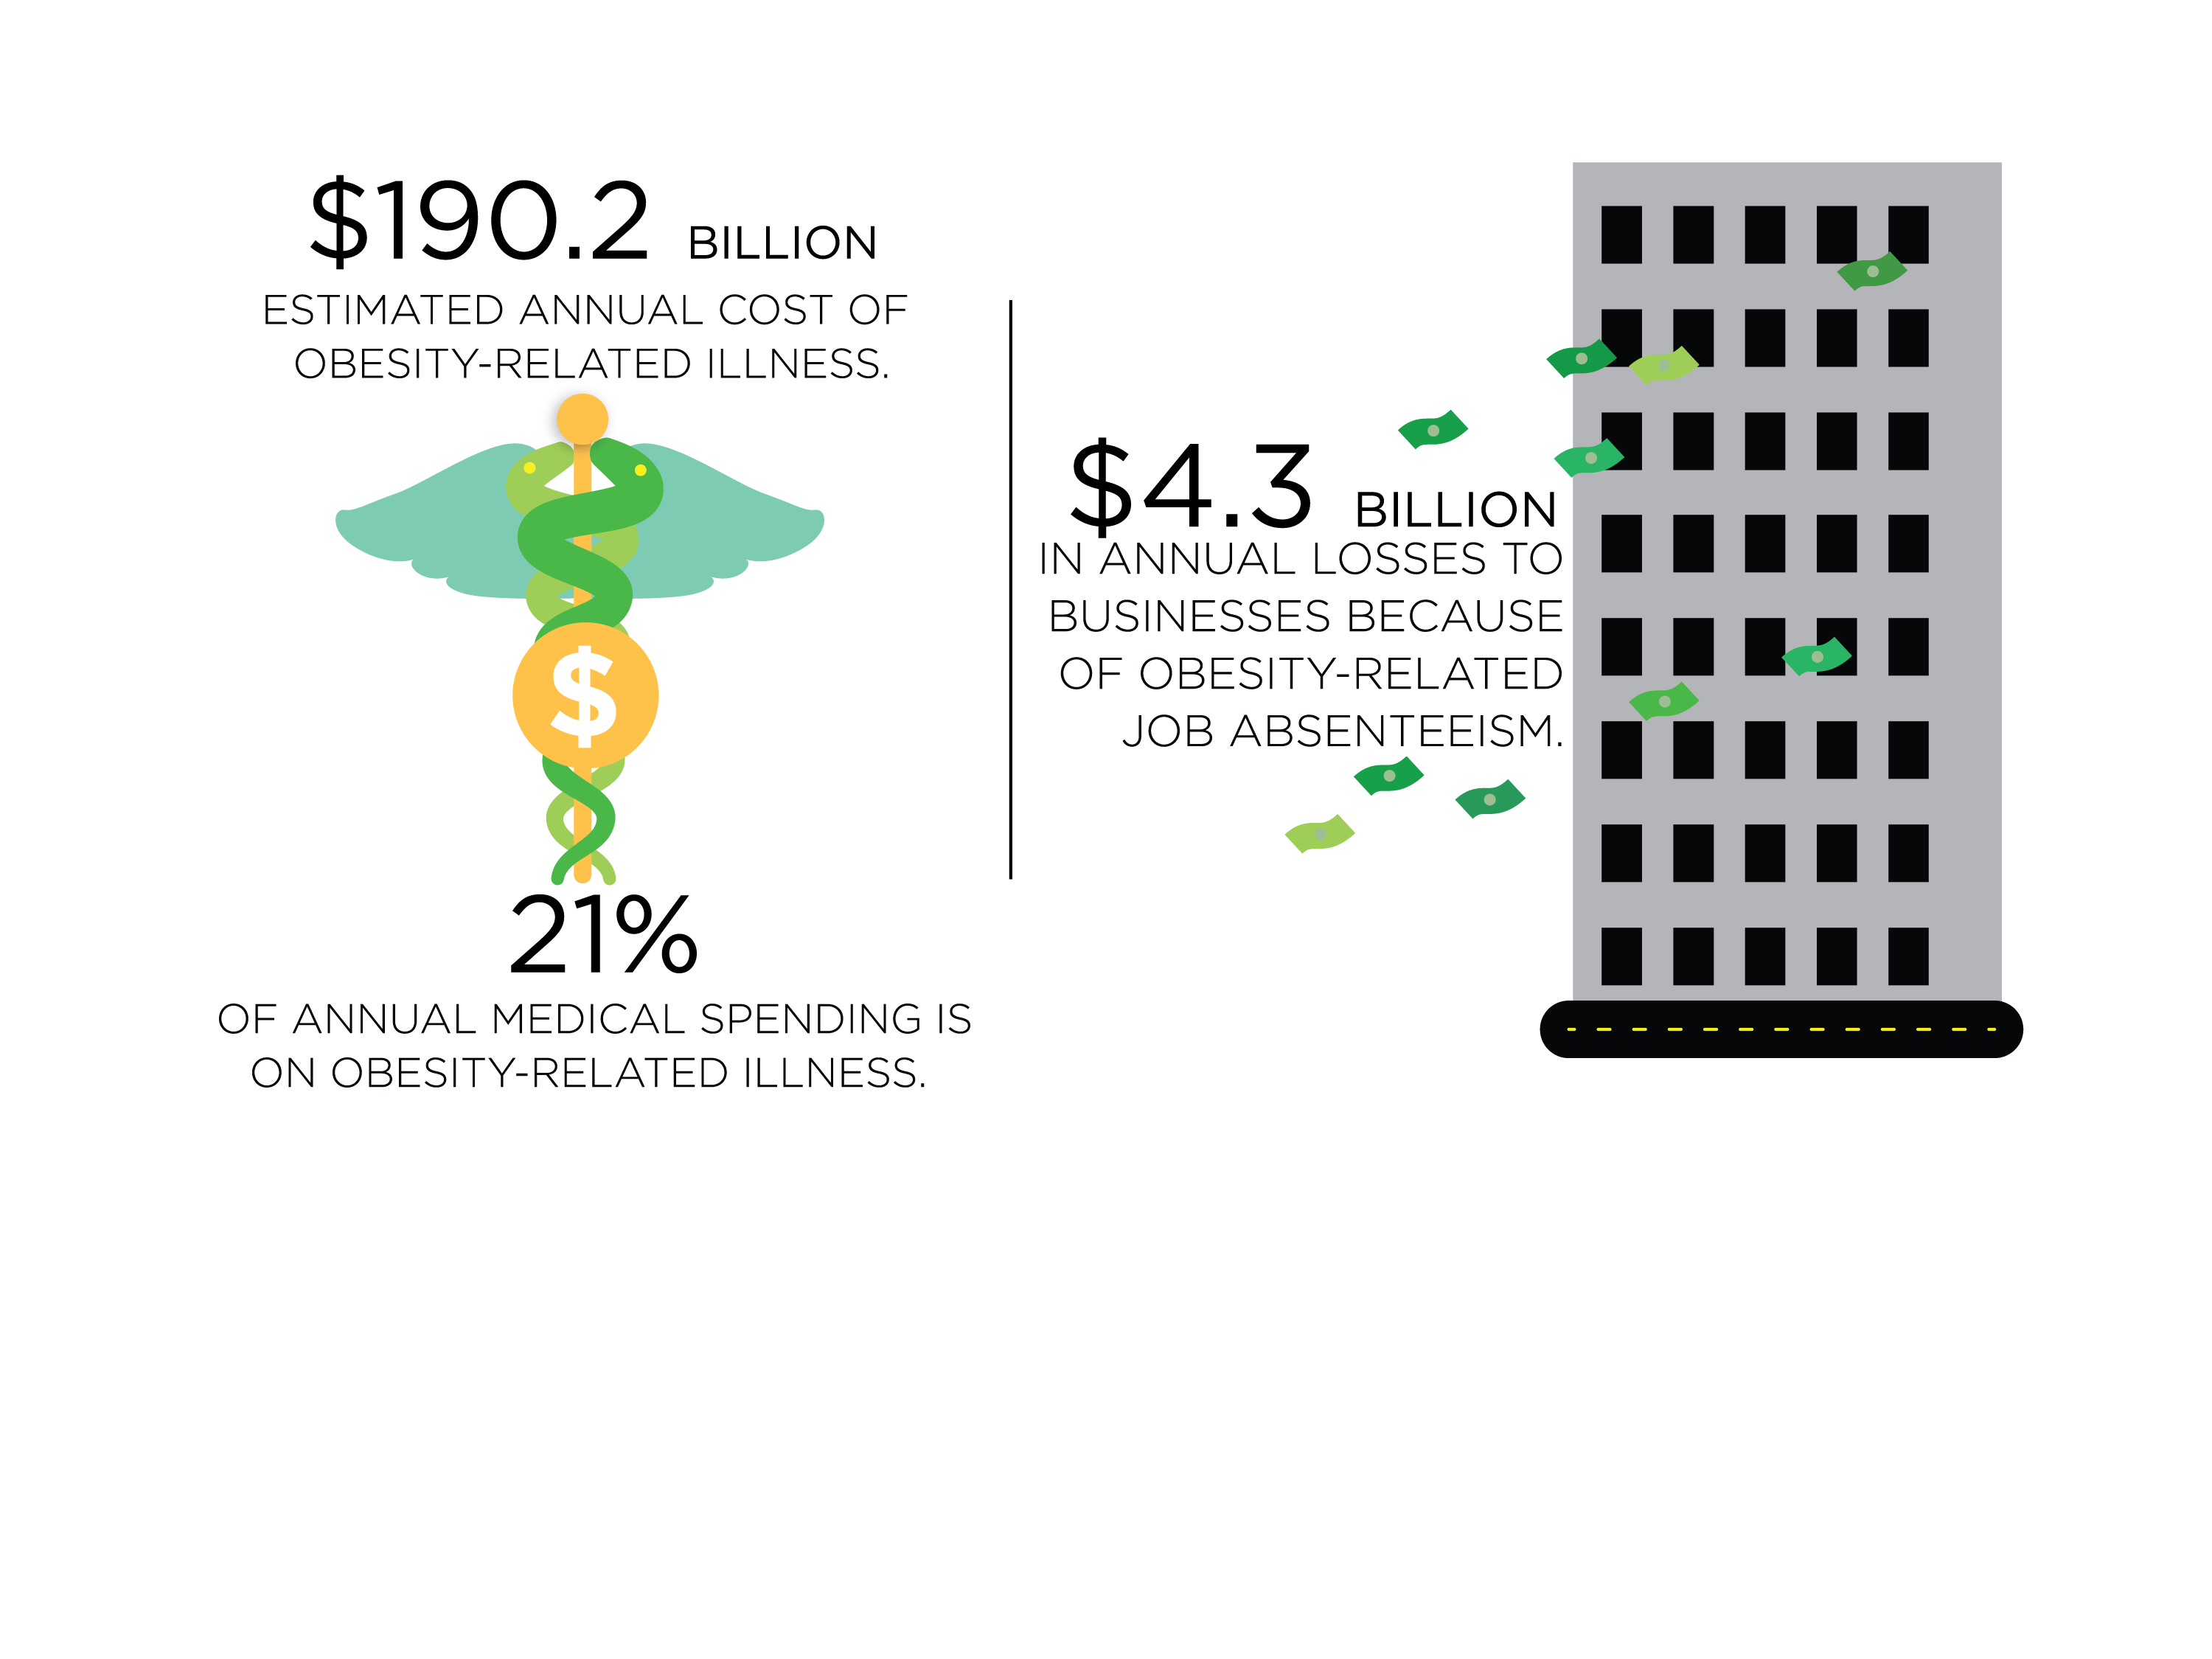 $190.2 BILLION
ESTIMATED ANNUAL COST OF
OBESITY-RELATED ILLNESS.
$
21%
OF ANNUAL MEDICAL SPENDING IS
ON OBESITY-RELATED ILLNESS.
$4.3 BILLION
IN ANNUAL LOSSES TO
BUSINESSES BECAUSE
OF OBESITY-RELATED
JOB ABSENTEEISM.